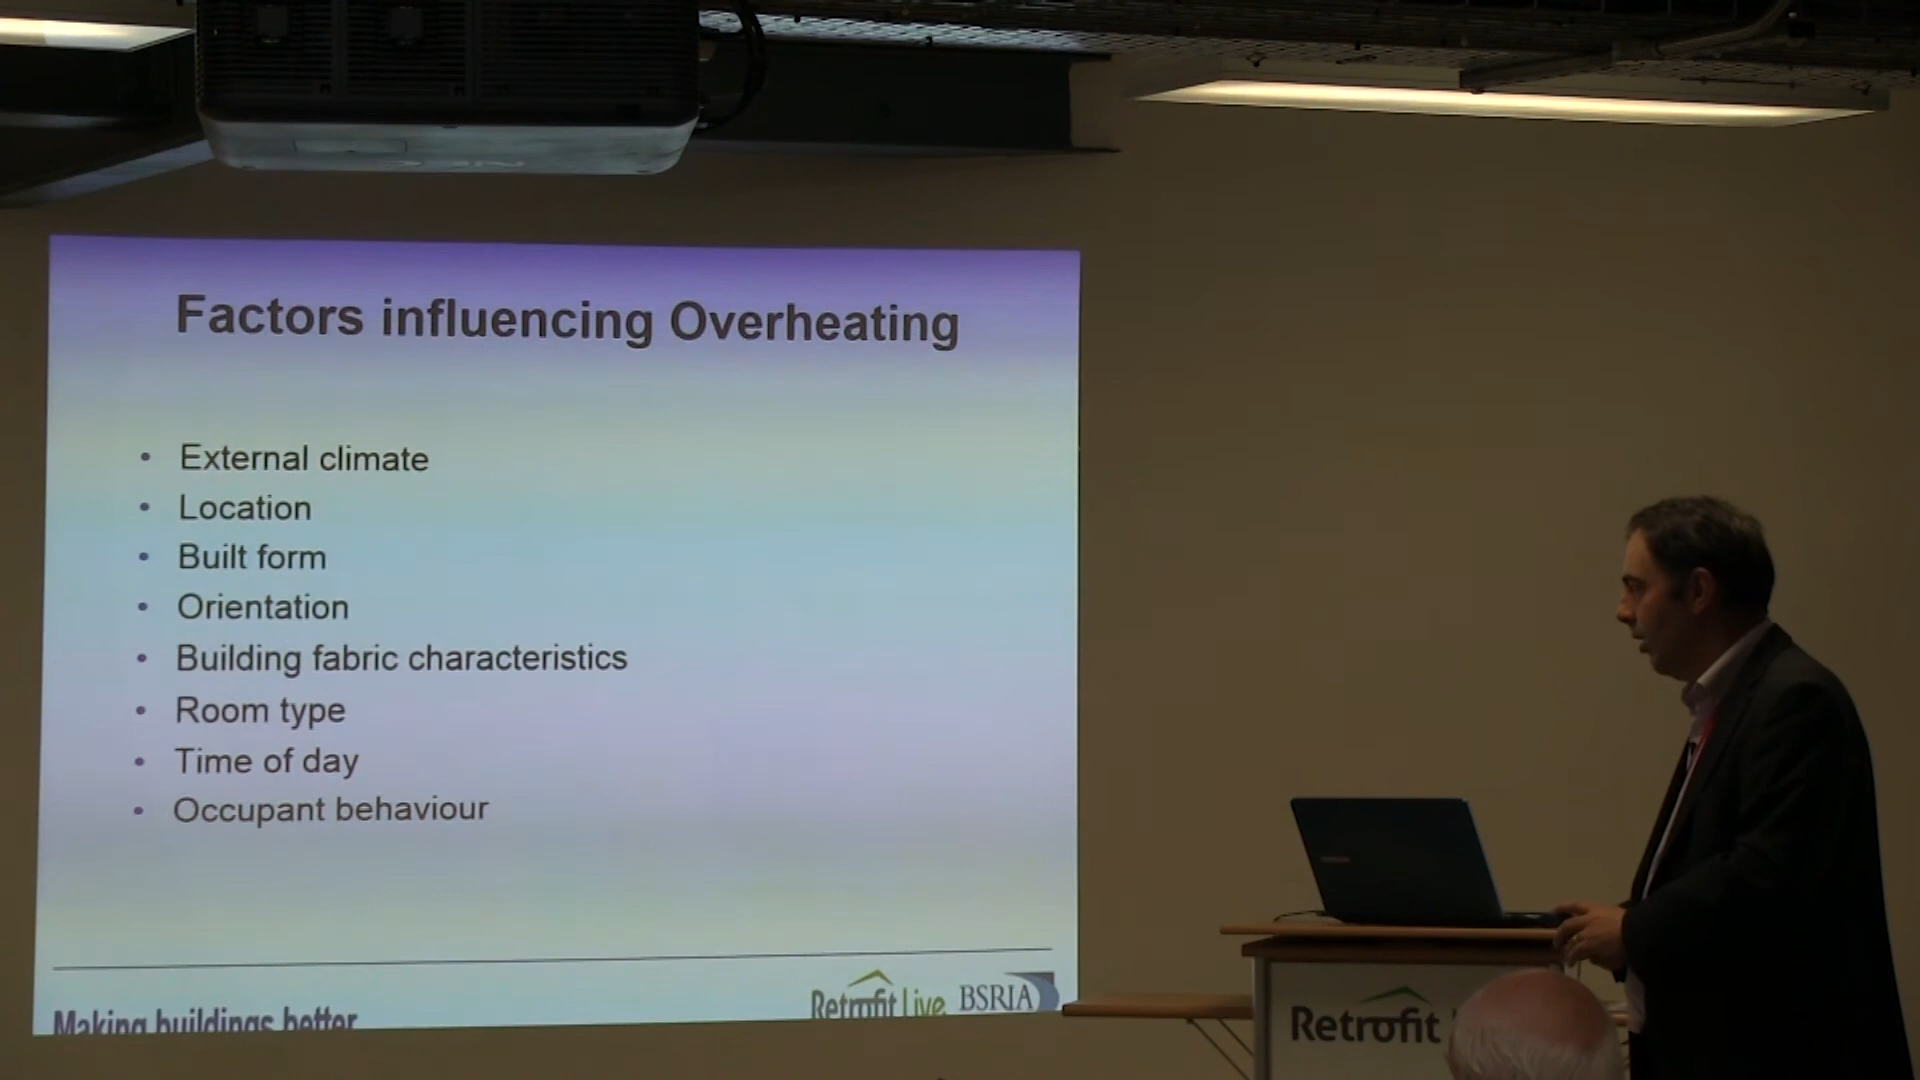 NEC
Factors influencing Overheating
• External climate
• Location
• Built form
• Orientation
• Building fabric characteristics
• Room type
• Time of day
• Occupant behaviour
Making buildings better
Retrofit Live
BSRIA
Retrofit